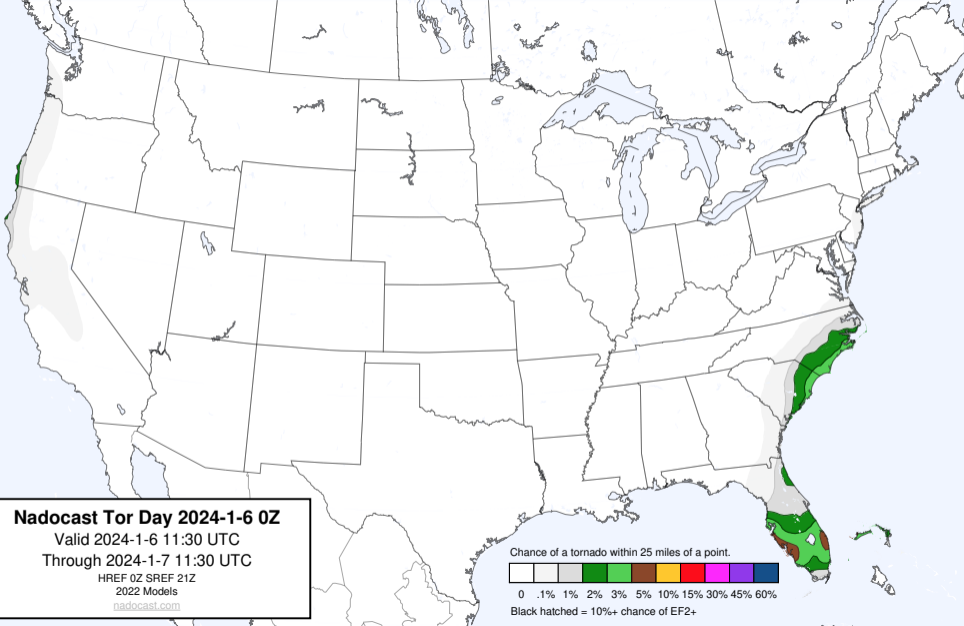 Nadocast Tor Day 2024-1-6 0Z
Valid 2024-1-6 11:30 UTC
Through 2024-1-7 11:30 UTC
HREF 0Z SREF 21Z
2022 Models
nadocast.com
Chance of a tornado within 25 miles of a point.
0 .1% 1% 2% 3% 5% 10% 15% 30% 45% 60%
Black hatched = 10%+ chance of EF2+